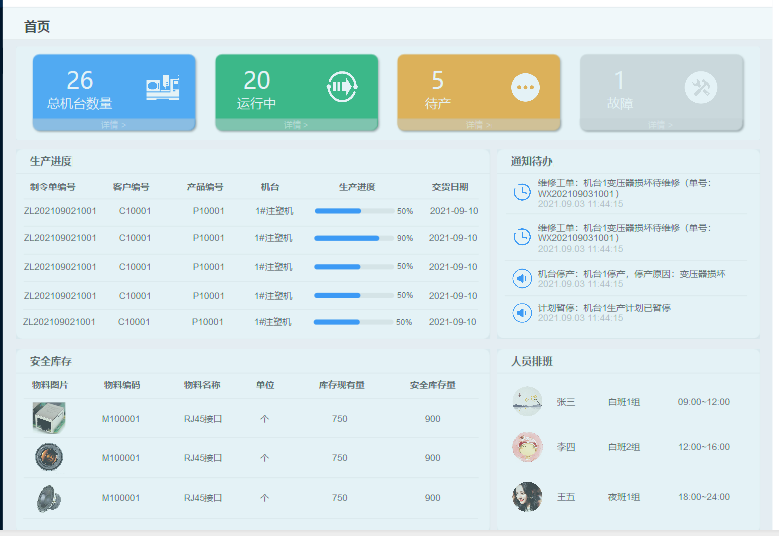 首页
26
总机台数量
详情 >
20
运行中
详情 >
5
待产
详情 >
1
故障
详情 >
生产进度
制令单编号 客户编号 产品编号 机台 生产进度 交货日期
ZL202109021001 C10001 P10001 1#注塑机 50% 2021-09-10
ZL202109021001 C10001 P10001 1#注塑机 90% 2021-09-10
ZL202109021001 C10001 P10001 1#注塑机 50% 2021-09-10
ZL202109021001 C10001 P10001 1#注塑机 50% 2021-09-10
ZL202109021001 C10001 P10001 1#注塑机 50% 2021-09-10
通知待办
维修工单：机台1变压器损坏待维修（单号：
WX202109031001）
2021.09.03 11:44:15
维修工单：机台1变压器损坏待维修（单号：
WX202109031001）
2021.09.03 11:44:15
机台停产：机台1停产，停产原因：变压器损坏
2021.09.03 11:44:15
计划暂停：机台1生产计划已暂停
2021.09.03 11:44:15
安全库存
物料图片 物料编码 物料名称 单位 库存现有量 安全库存量
M100001 RJ45接口 个 750 900
M100001 RJ45接口 个 750 900
M100001 RJ45接口 个 750 900
人员排班
张三 白班1组 09:00~12:00
李四 白班2组 12:00~16:00
王五 夜班1组 18:00~24:00